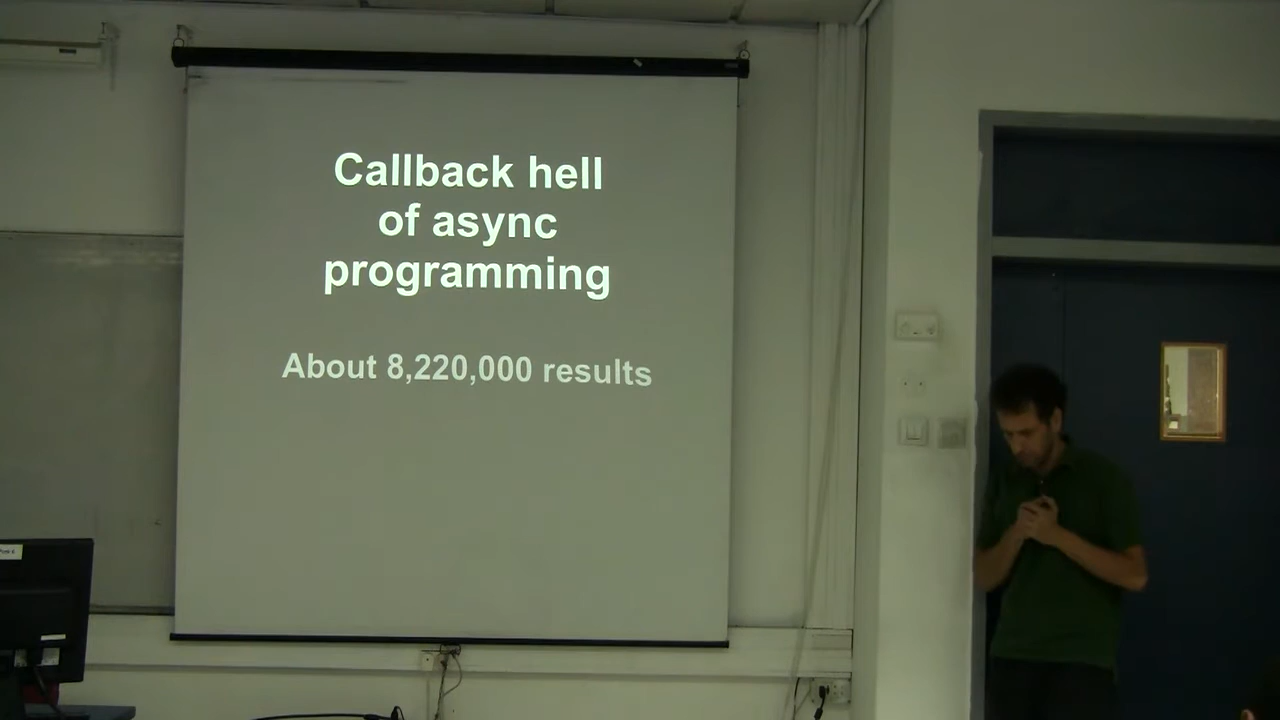 Callback hell
of async
programming
About 8,220,000 results